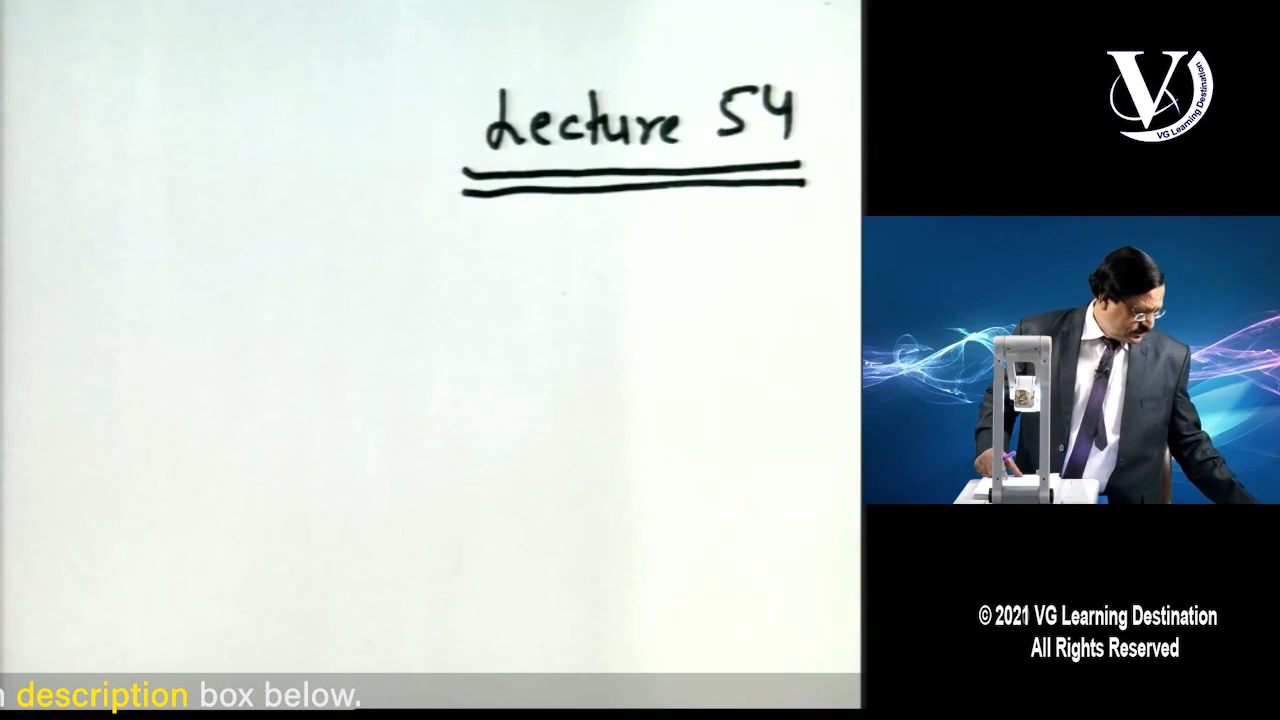 Lecture 54
V
VG Learning Destination
© 2021 VG Learning Destination
All Rights Reserved
description box below.